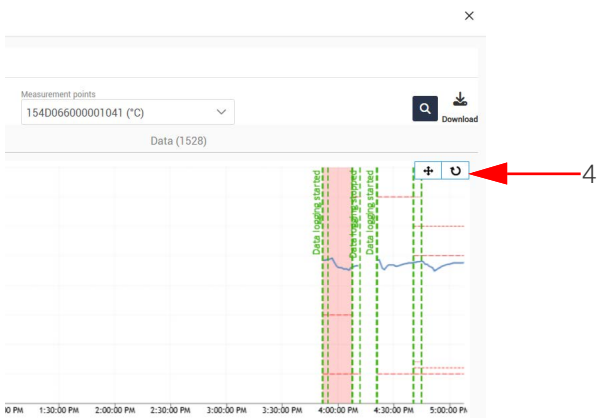 ×
Measurement points
154D066000001041 (°C)
Download
Data (1528)
4
Data logging started
Data logging stopped
Data logging started
00 PM 1:30:00 PM 2:00:00 PM 2:30:00 PM 3:00:00 PM 3:30:00 PM 4:00:00 PM 4:30:00 PM 5:00:00 PM